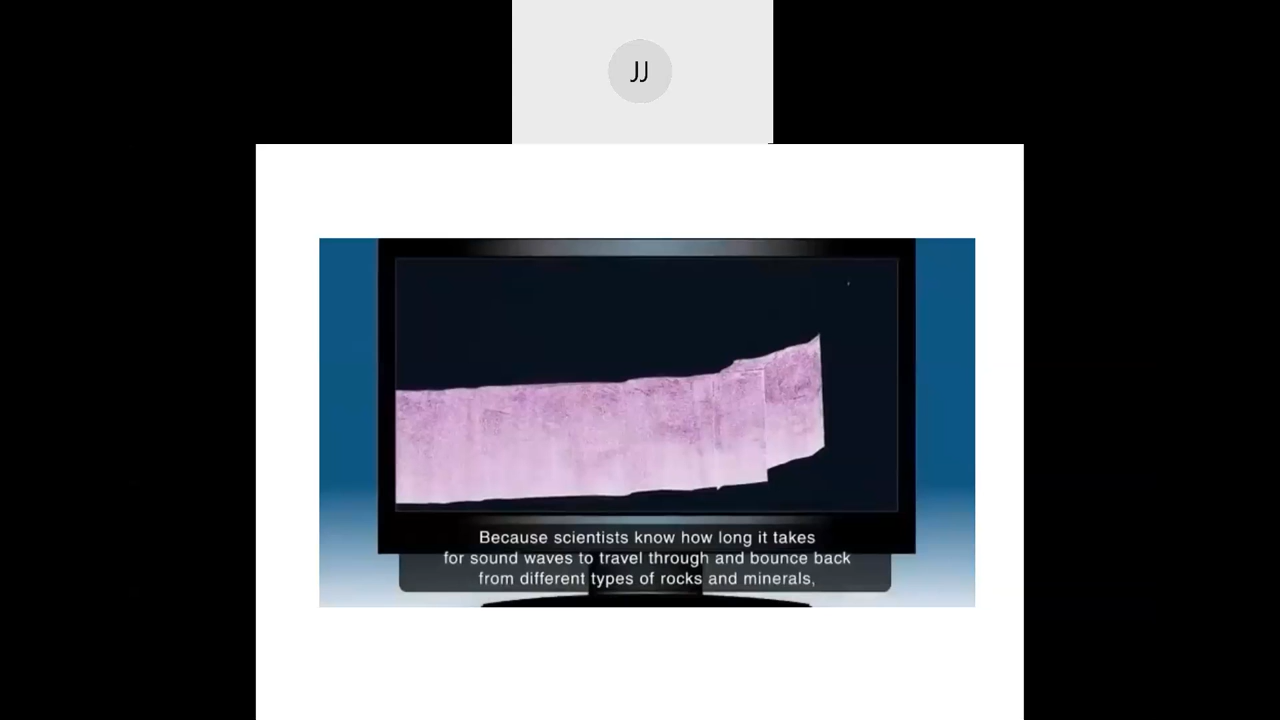 JJ
Because scientists know how long it takes
for sound waves to travel through and bounce back
from different types of rocks and minerals,